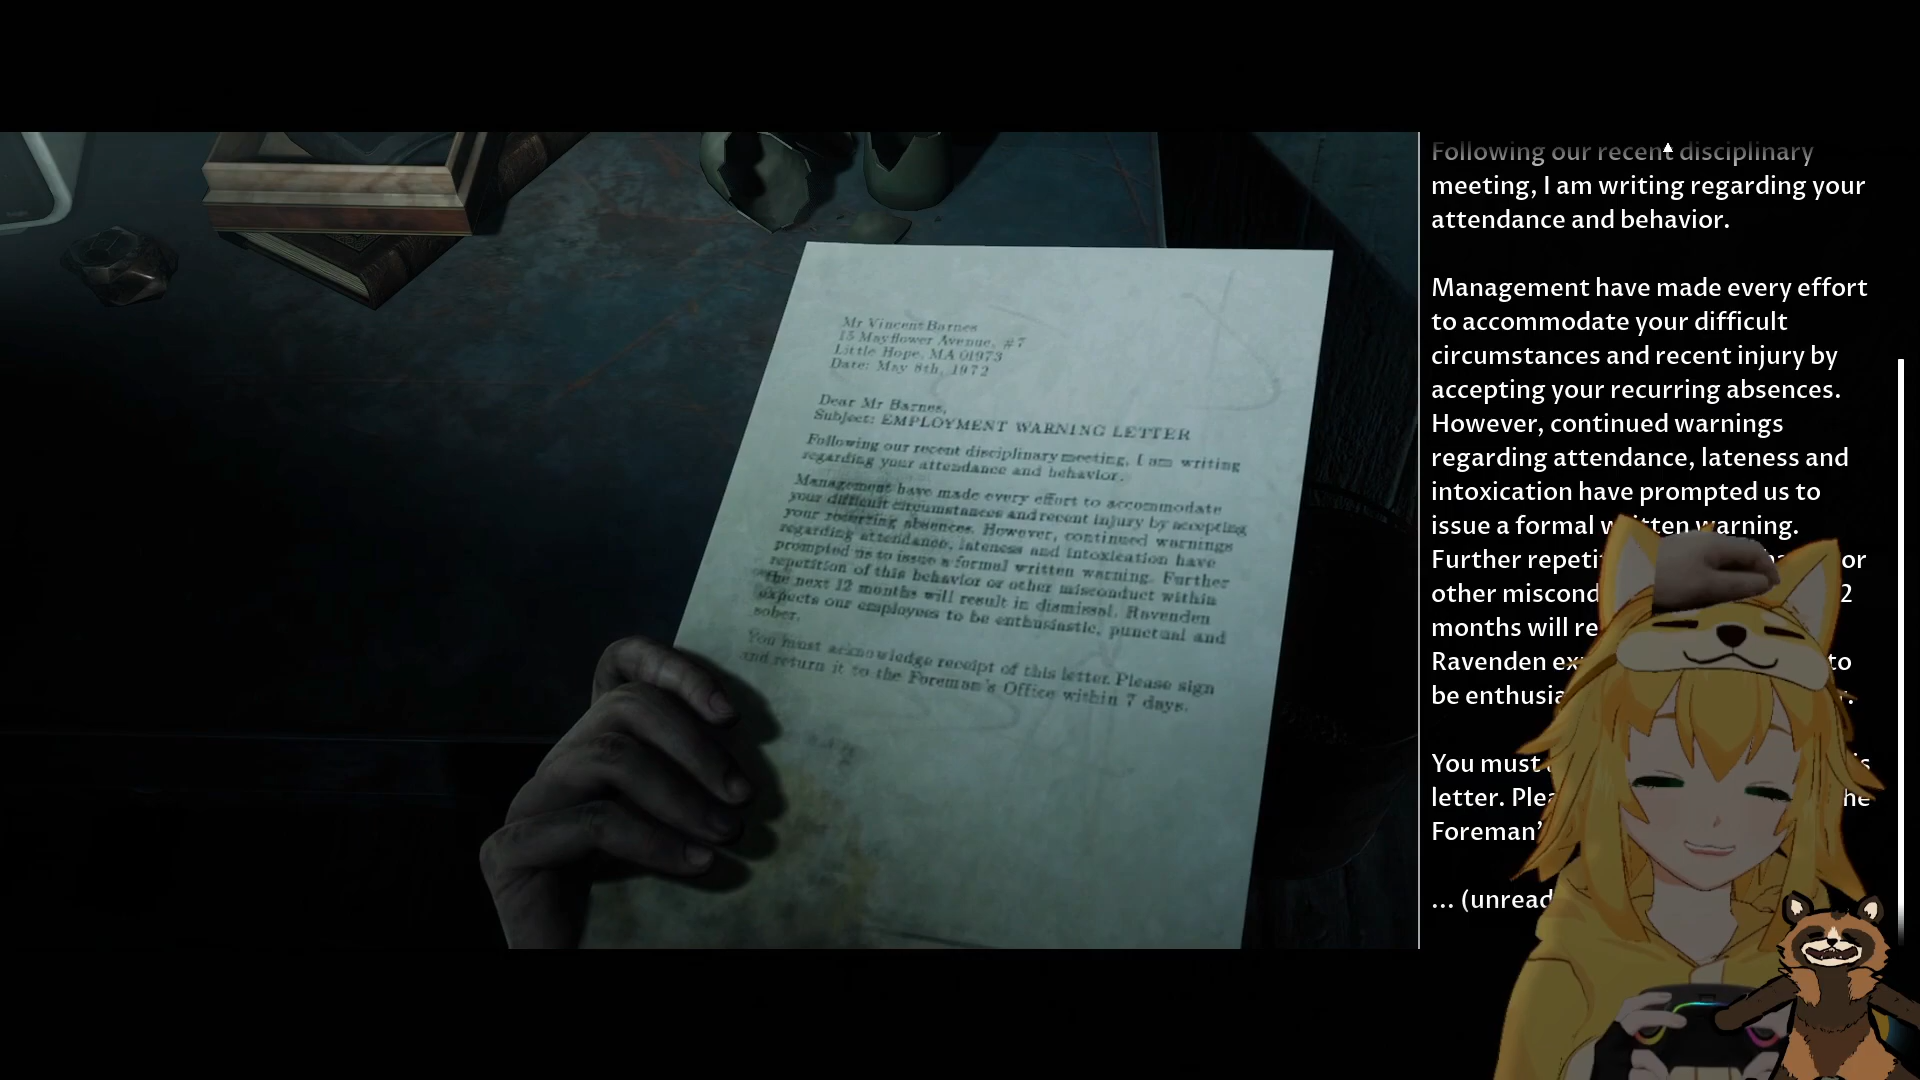 Mr Vincent Barnes
15 Mayflower Avenue, #7
Little Hope, MA 01973
Date: May 8th, 1972
Dear Mr Barnes,
Subject: EMPLOYMENT WARNING LETTER
Following our recent disciplinary meeting, I am writing
regarding your attendance and behavior.
Management have made every effort to accommodate
your difficult circumstances and recent injury by accepting
your recurring absences. However, continued warnings
regarding attendance, lateness and intoxication have
prompted us to issue a formal written warning. Further
repetition of this behavior or other misconduct within
the next 12 months will result in dismissal. Ravenden
expects our employees to be enthusiastic, punctual and
sober.
You must acknowledge receipt of this letter. Please sign
and return it to the Foreman's Office within 7 days.
Following our recent disciplinary
meeting, I am writing regarding your
attendance and behavior.
Management have made every effort
to accommodate your difficult
circumstances and recent injury by
accepting your recurring absences.
However, continued warnings
regarding attendance, lateness and
intoxication have prompted us to
issue a formal written warning.
Further or
other 2
months will
Ravenden to
be
You must
letter.
Foreman'
... (unread